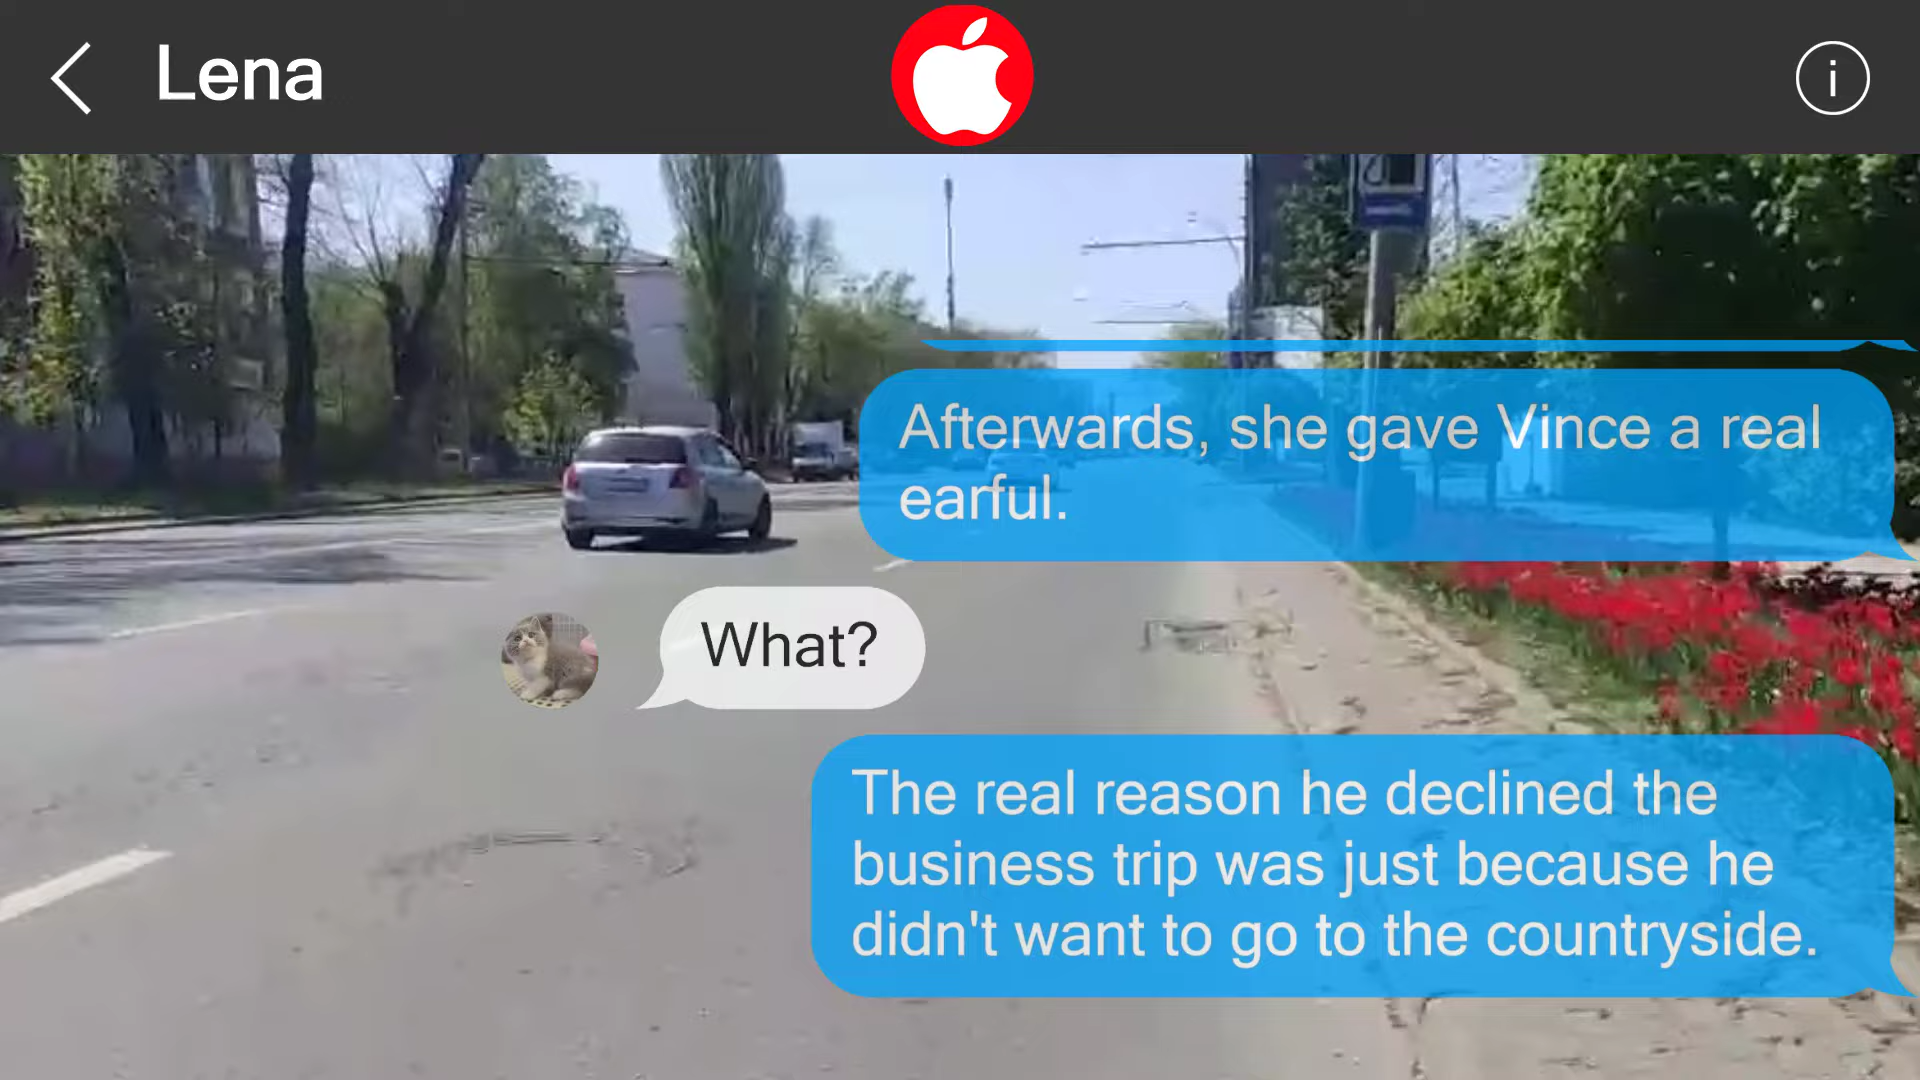 Lena
Afterwards, she gave Vince a real
earful.
What?
The real reason he declined the
business trip was just because he
didn't want to go to the countryside.